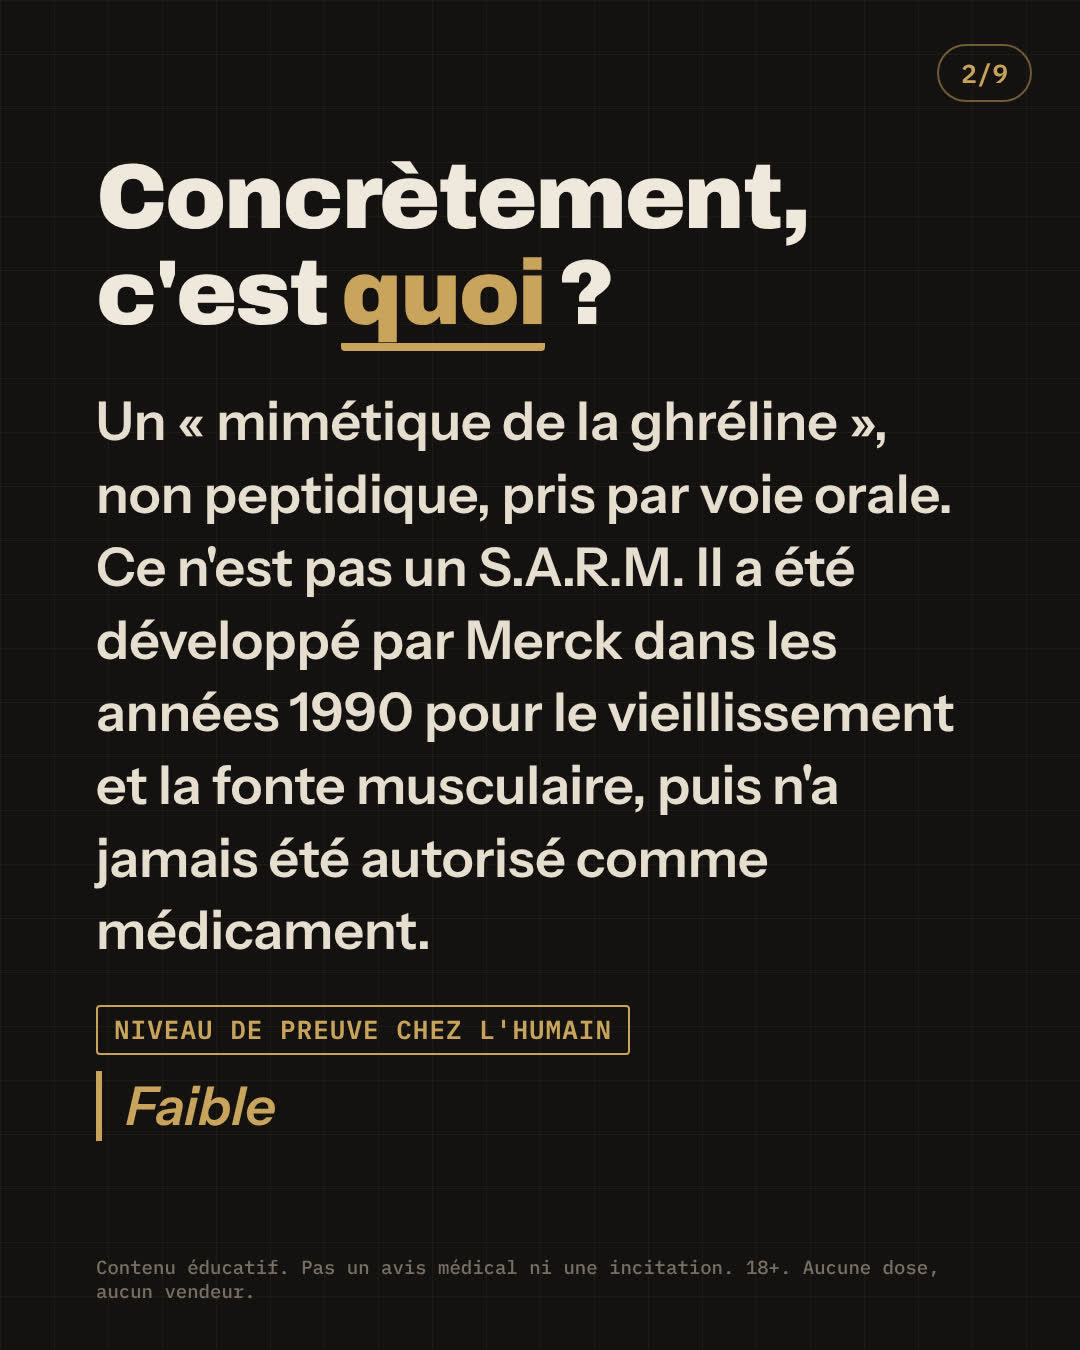 2/9
Concrètement,
c'est quoi ?
Un « mimétique de la ghréline »,
non peptidique, pris par voie orale.
Ce n'est pas un S.A.R.M. Il a été
développé par Merck dans les
années 1990 pour le vieillissement
et la fonte musculaire, puis n'a
jamais été autorisé comme
médicament.
NIVEAU DE PREUVE CHEZ L'HUMAIN
Faible
Contenu éducatif. Pas un avis médical ni une incitation. 18+. Aucune dose,
aucun vendeur.